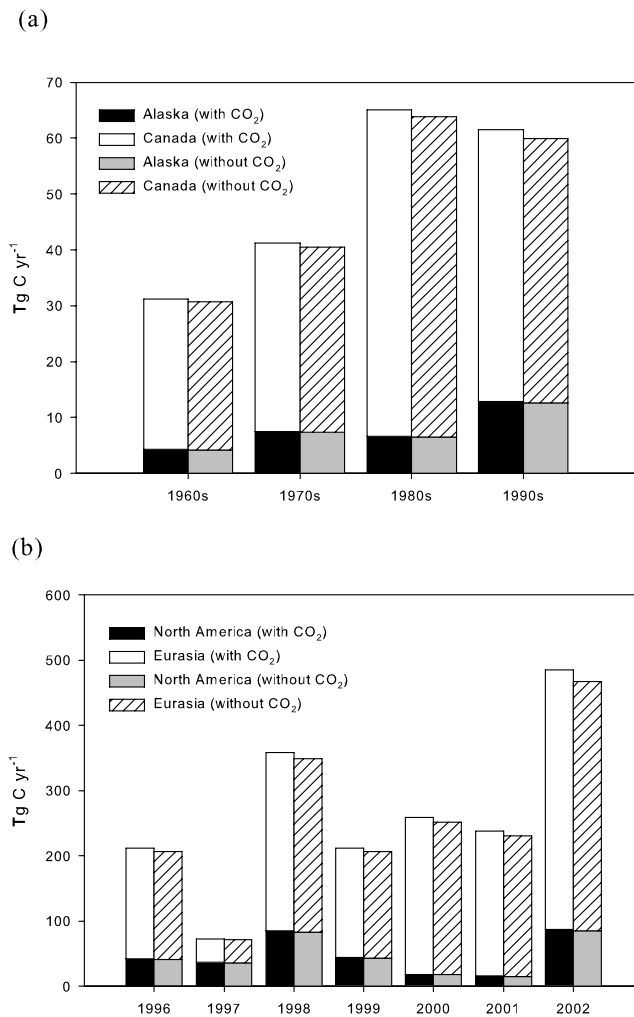 (a)
70
60
50
40
30
20
10
0
Tg C yr⁻¹
Alaska (with CO₂)
Canada (with CO₂)
Alaska (without CO₂)
Canada (without CO₂)
1960s 1970s 1980s 1990s
(b)
600
500
400
300
200
100
0
Tg C yr⁻¹
North America (with CO₂)
Eurasia (with CO₂)
North America (without CO₂)
Eurasia (without CO₂)
1996 1997 1998 1999 2000 2001 2002